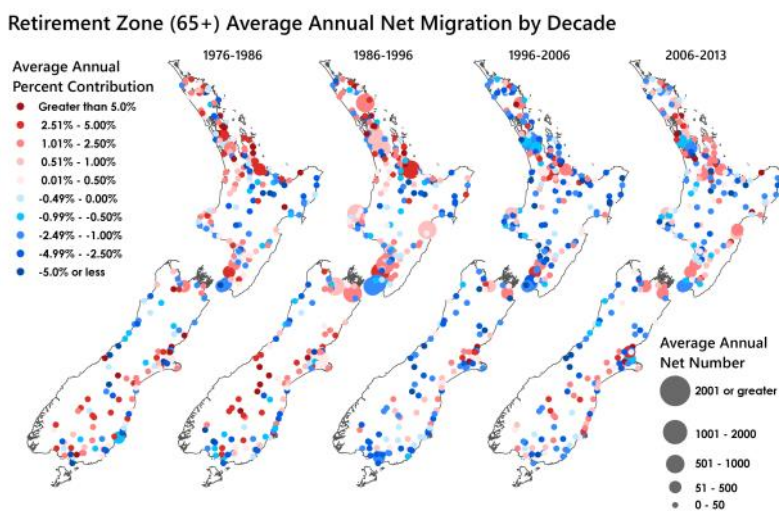 Retirement Zone (65+) Average Annual Net Migration by Decade
1976-1986
1986-1996
1996-2006
2006-2013
Average Annual
Percent Contribution
Greater than 5.0%
2.51% - 5.00%
1.01% - 2.50%
0.51% - 1.00%
0.01% - 0.50%
-0.49% - 0.00%
-0.99% - -0.50%
-2.49% - -1.00%
-4.99% - -2.50%
-5.0% or less
Average Annual
Net Number
2001 or greater
1001 - 2000
501 - 1000
51 - 500
0 - 50